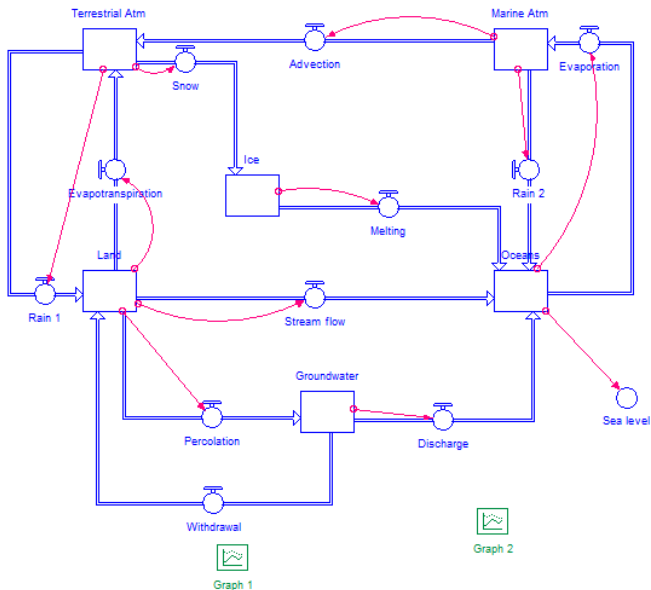 Terrestrial Atm
Marine Atm
Advection
Evaporation
Snow
Ice
Evapotranspiration
Rain 2
Melting
Land
Oceans
Rain 1
Stream flow
Groundwater
Sea level
Percolation
Discharge
Withdrawal
Graph 2
Graph 1